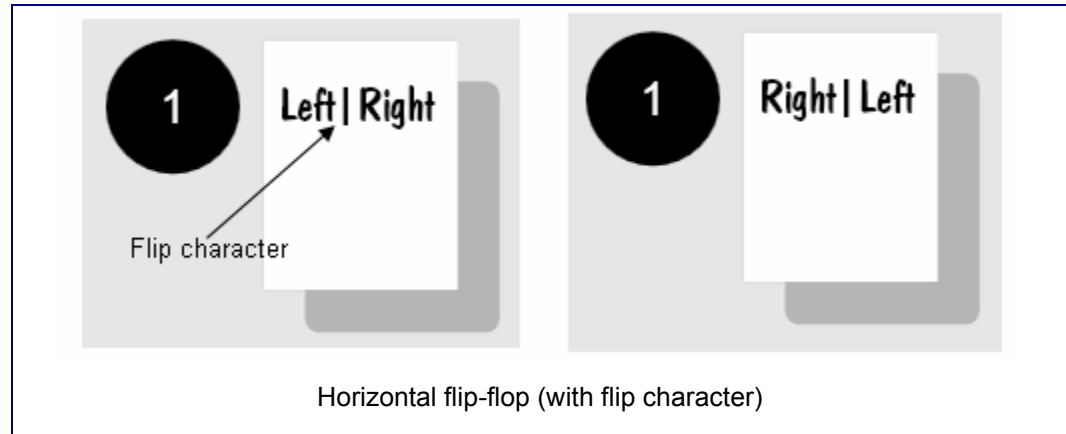 1
Left | Right
Flip character
1
Right | Left
Horizontal flip-flop (with flip character)